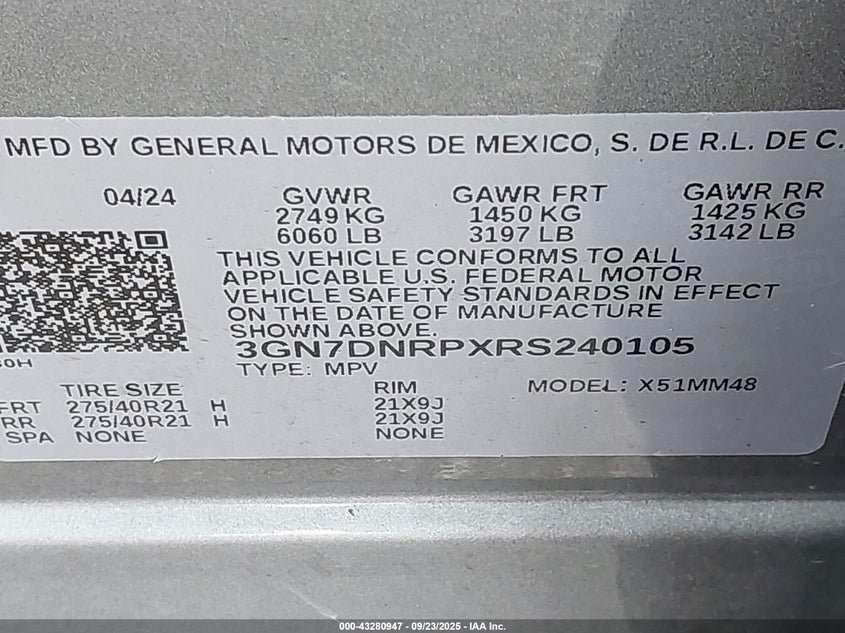 MFD BY GENERAL MOTORS DE MEXICO, S. DE R.L. DE C.
04/24 GVWR GAWR FRT GAWR RR
2749 KG 1450 KG 1425 KG
6060 LB 3197 LB 3142 LB
THIS VEHICLE CONFORMS TO ALL
APPLICABLE U.S. FEDERAL MOTOR
VEHICLE SAFETY STANDARDS IN EFFECT
ON THE DATE OF MANUFACTURE
SHOWN ABOVE.
3GN7DNRPXRS240105
TYPE: MPV
TIRE SIZE RIM MODEL: X51MM48
FRT 275/40R21 H 21X9J
RR 275/40R21 H 21X9J
SPA NONE NONE
000-43280947 - 09/23/2025 - IAA Inc.